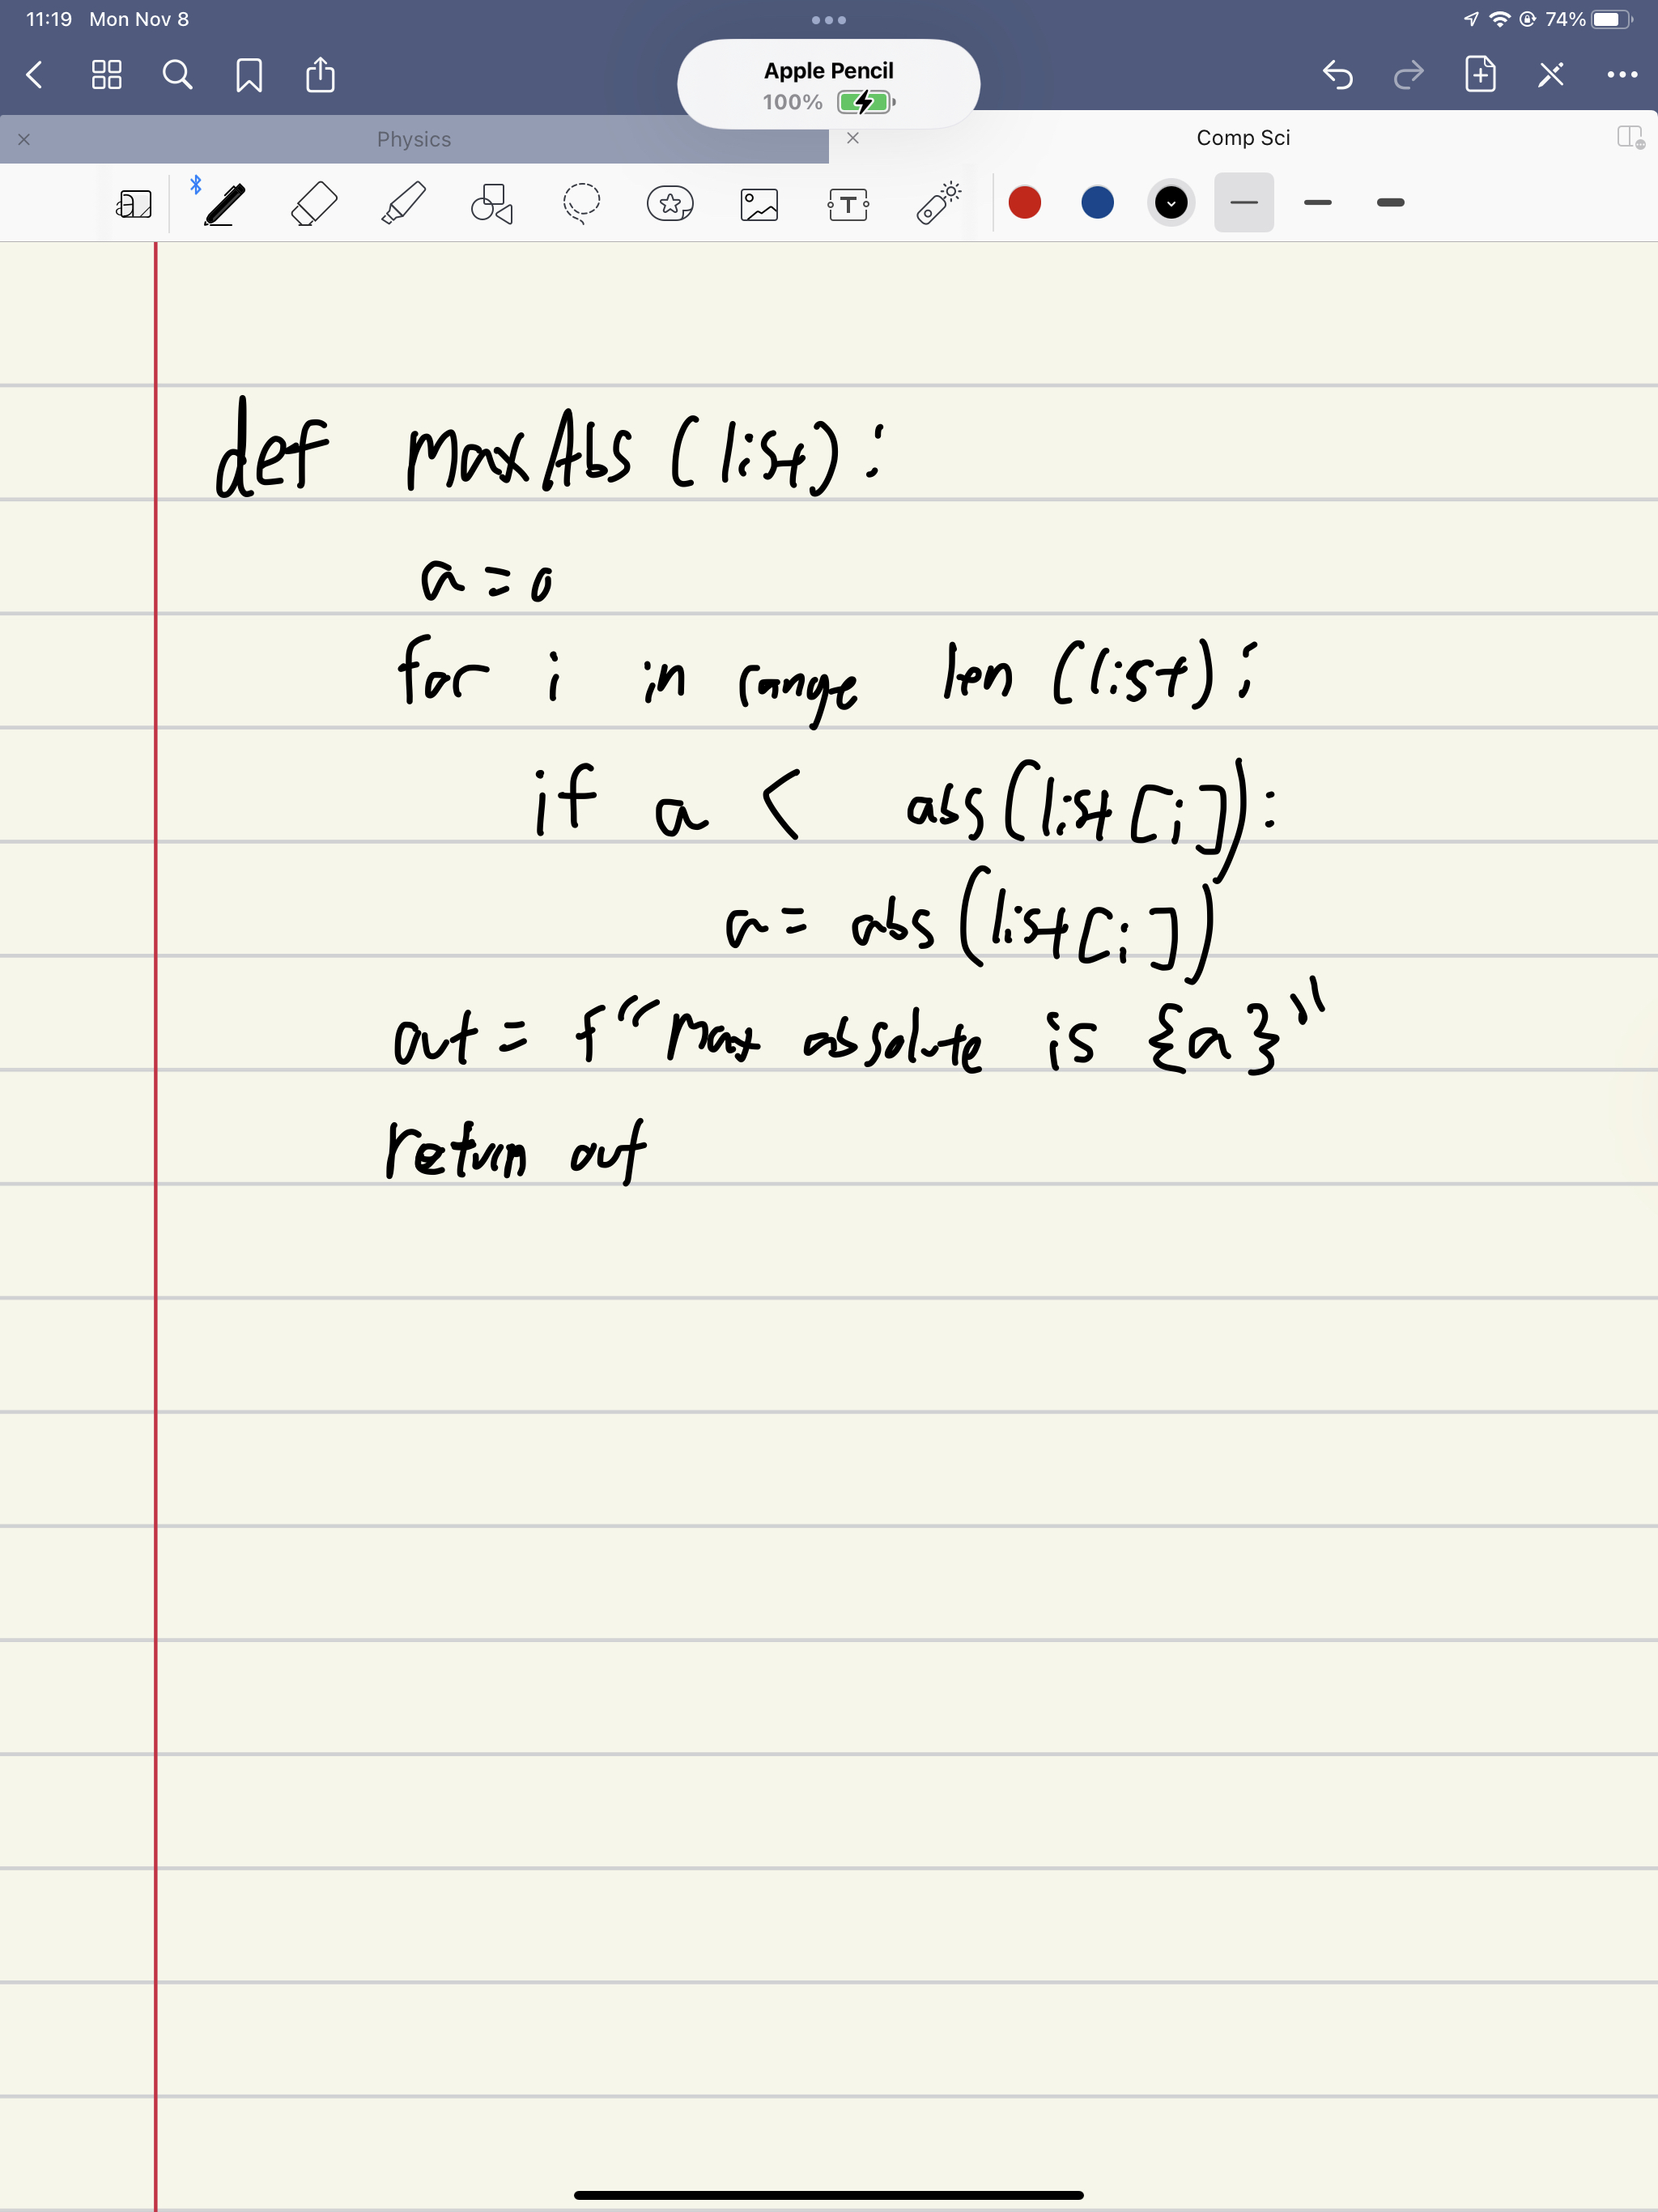 11:19 Mon Nov 8
74%
Apple Pencil
100%
Physics
Comp Sci
def maxAbs (list):
a = 0
for i in range len (list):
if a < abs(list[i]):
a = abs(list[i])
out = f"max absolute is {a}"
return out